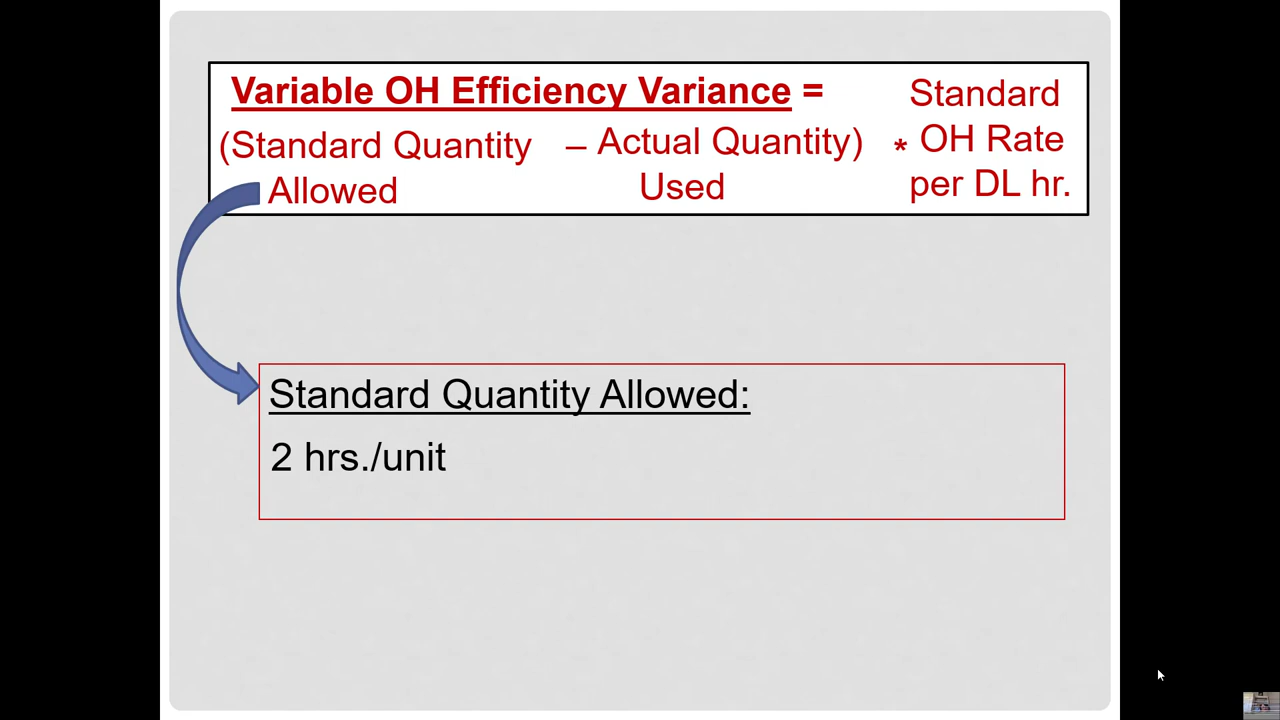 Variable OH Efficiency Variance =
(Standard Quantity – Actual Quantity) * Standard
Allowed Used OH Rate
per DL hr.
Standard Quantity Allowed:
2 hrs./unit